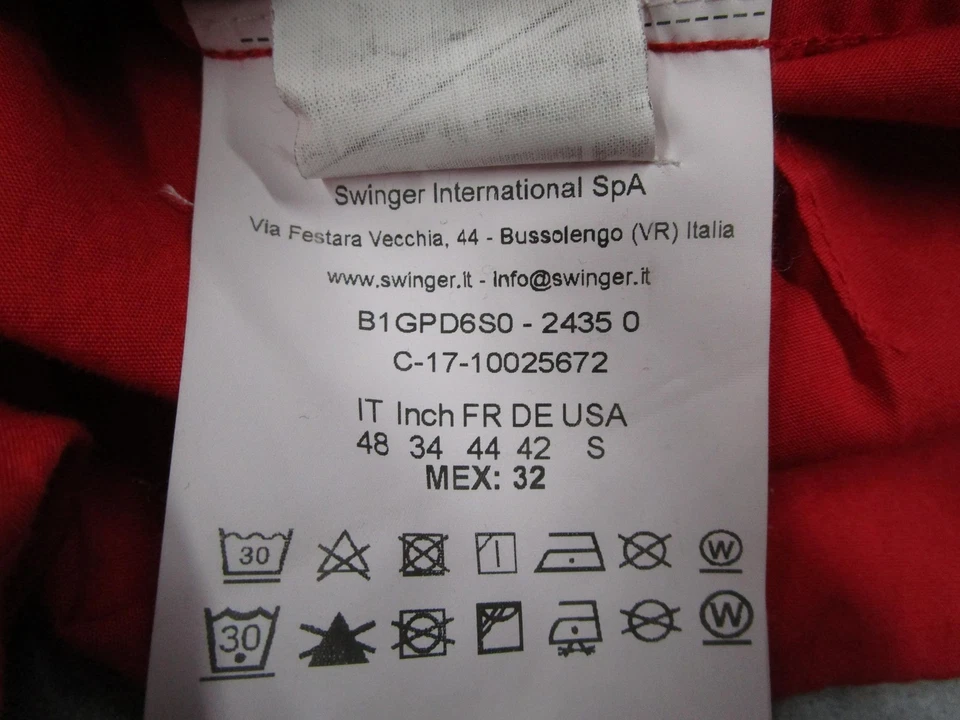 Swinger International SpA
Via Festara Vecchia, 44 - Bussolengo (VR) Italia
www.swinger.it - info@swinger.it
B1GPD6S0 - 2435 0
C-17-10025672
IT Inch FR DE USA
48 34 44 42 S
MEX: 32
30 W
30 W